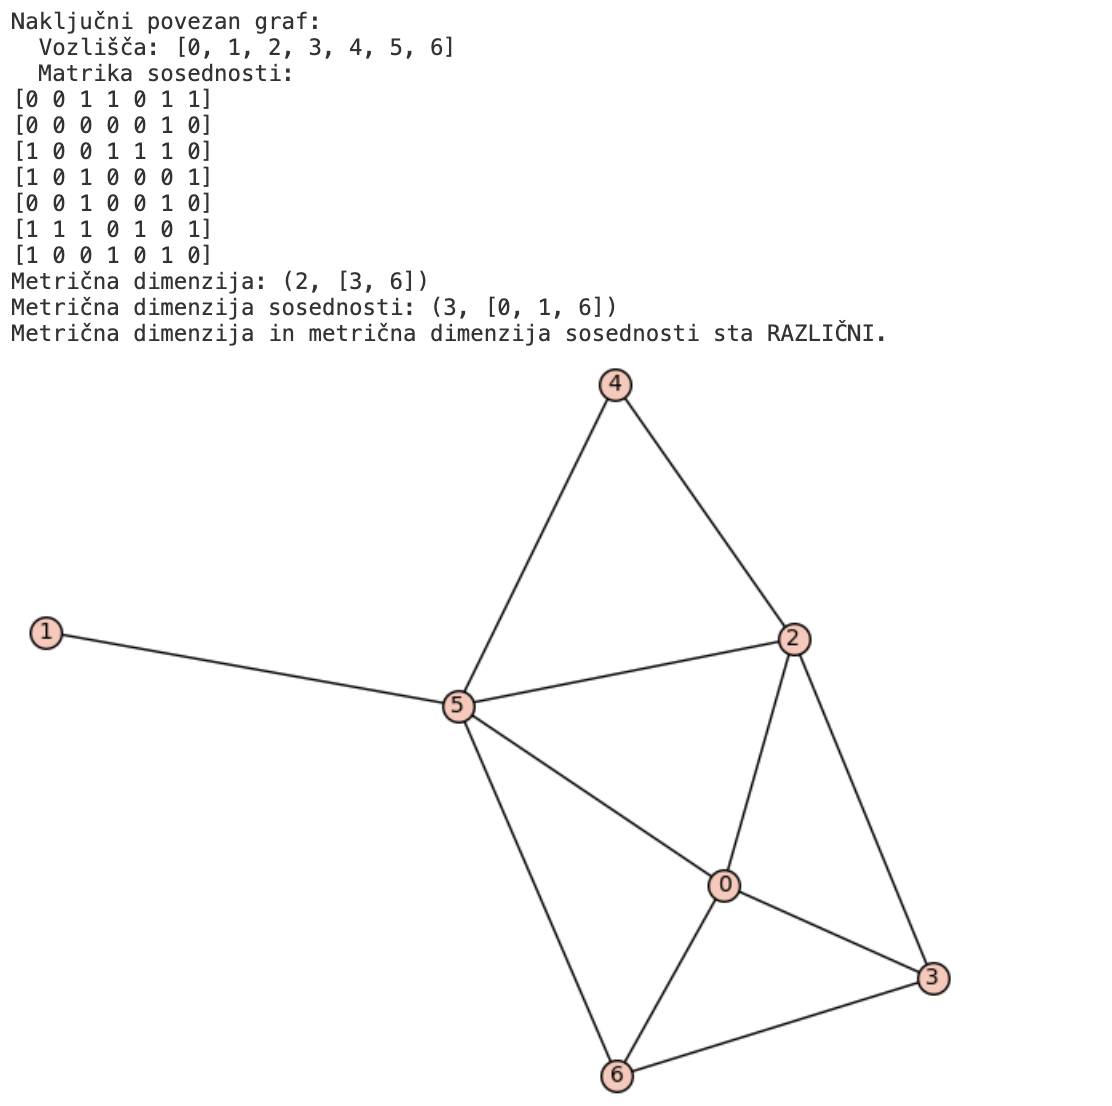 Naključni povezan graf:
  Vozlišča: [0, 1, 2, 3, 4, 5, 6]
  Matrika sosednosti:
[0 0 1 1 0 1 1]
[0 0 0 0 0 1 0]
[1 0 0 1 1 1 0]
[1 0 1 0 0 0 1]
[0 0 1 0 0 1 0]
[1 1 1 0 1 0 1]
[1 0 0 1 0 1 0]
Metrična dimenzija: (2, [3, 6])
Metrična dimenzija sosednosti: (3, [0, 1, 6])
Metrična dimenzija in metrična dimenzija sosednosti sta RAZLIČNI.
4
1
2
5
0
3
6